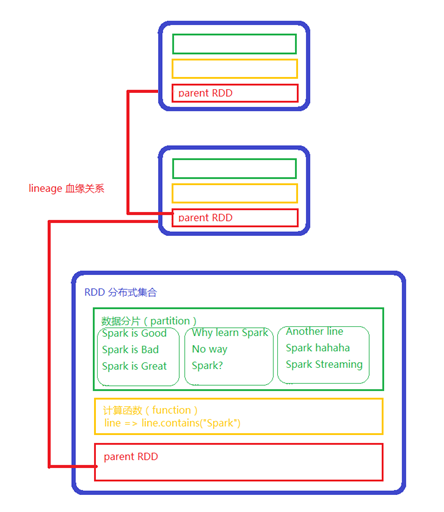 parent RDD
lineage 血缘关系
parent RDD
RDD 分布式集合
数据分片（partition）
Spark is Good
Spark is Bad
Spark is Great
Why learn Spark
No way
Spark?
Another line
Spark hahaha
Spark Streaming
计算函数（function）
line => line.contains("Spark")
parent RDD